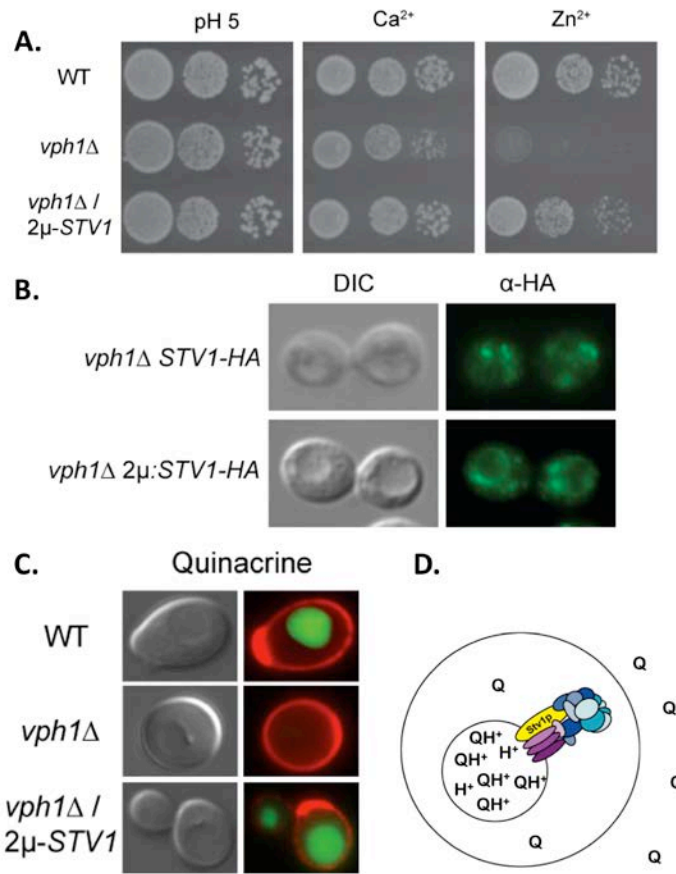 A.
pH 5 Ca²⁺ Zn²⁺
WT
vph1Δ
vph1Δ /
2μ-STV1
B.
DIC α-HA
vph1Δ STV1-HA
vph1Δ 2μ:STV1-HA
C.
Quinacrine
WT
vph1Δ
vph1Δ /
2μ-STV1
D.
Q
Q
Q
Stv1p
QH⁺
QH⁺ H⁺
QH⁺ QH⁺
H⁺
QH⁺
Q
Q